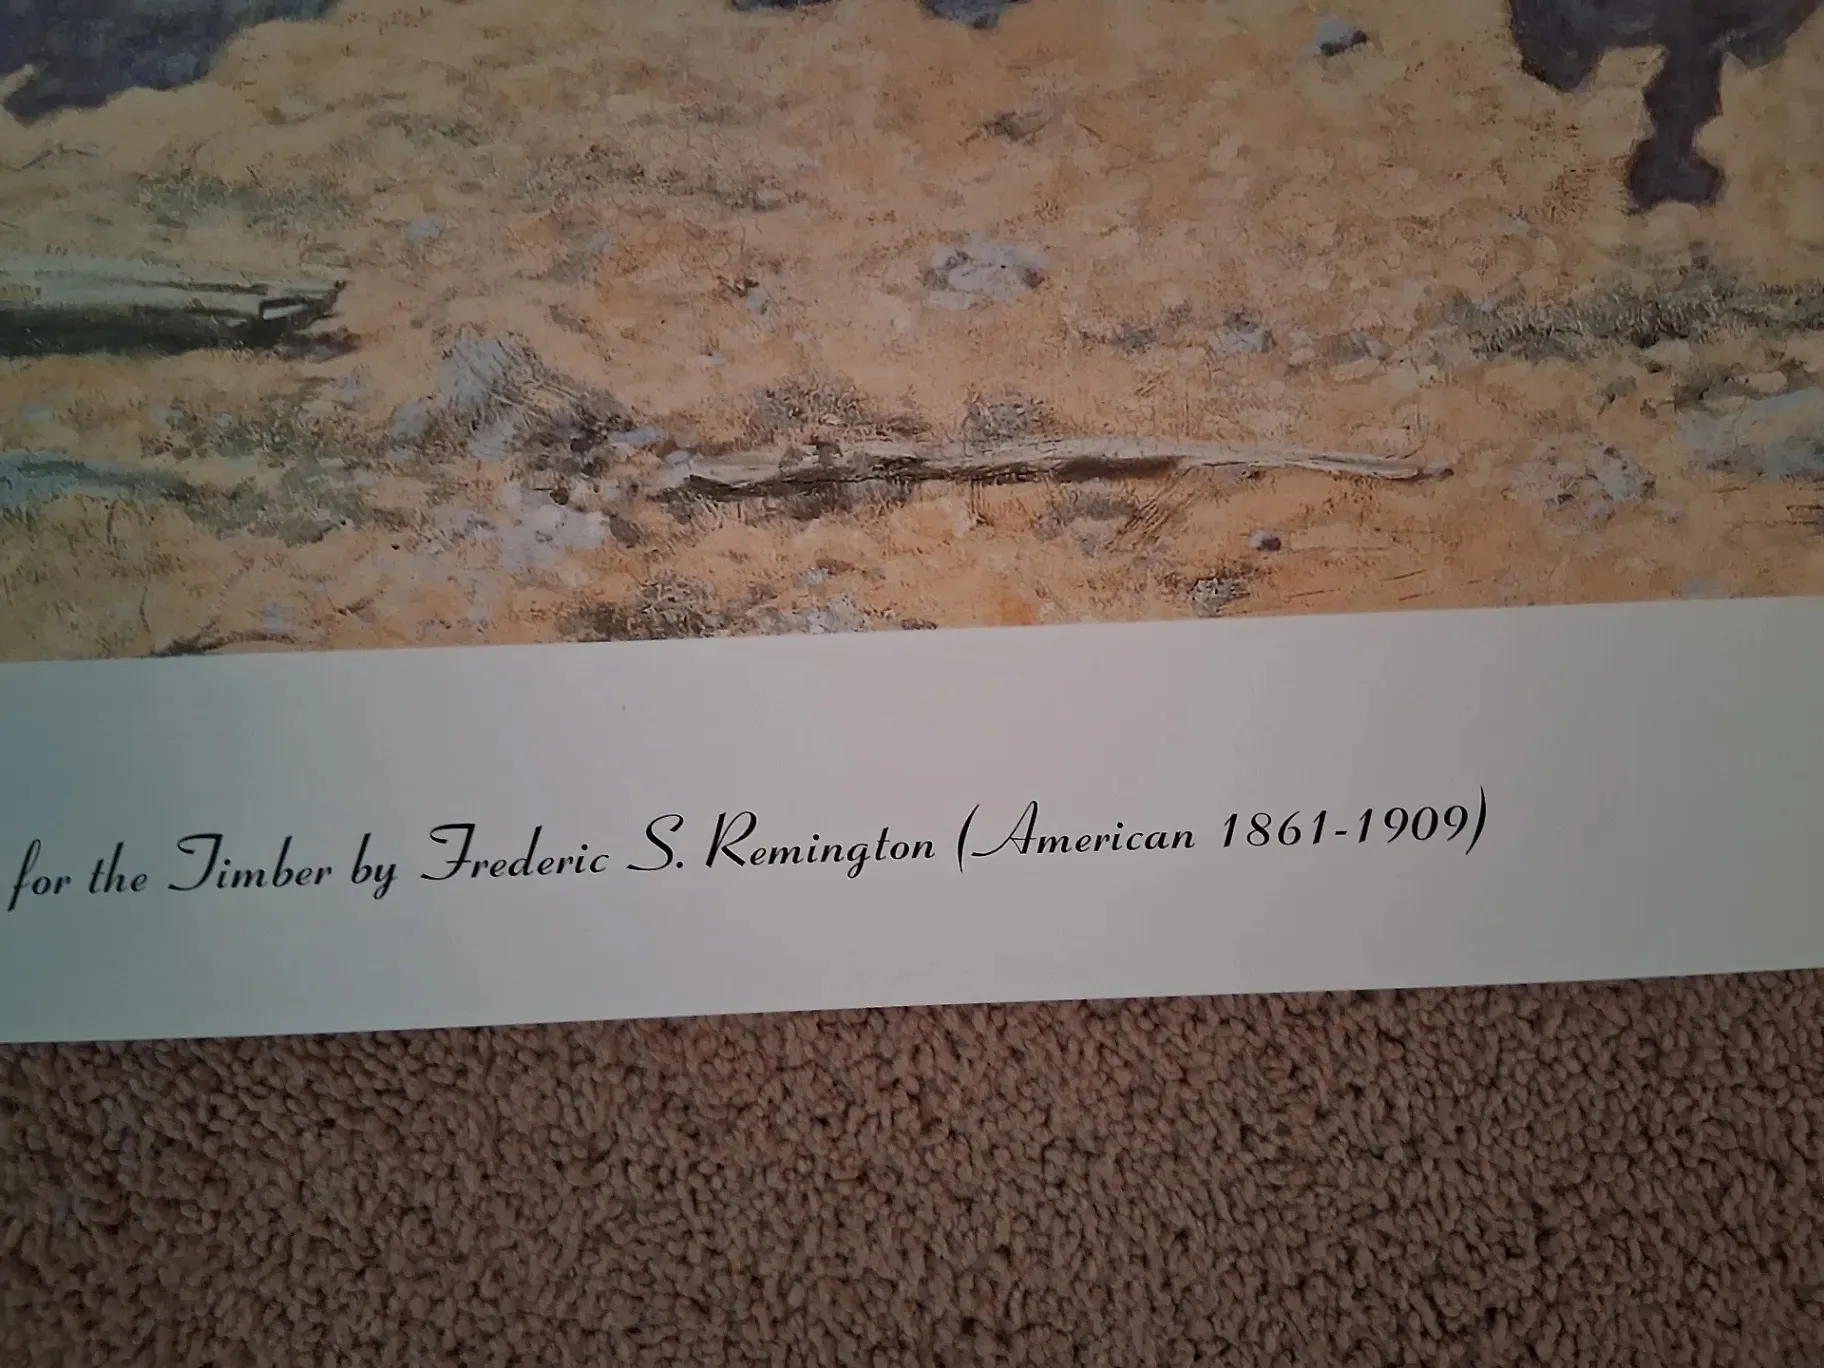 for the Timber by Frederic S. Remington (American 1861-1909)